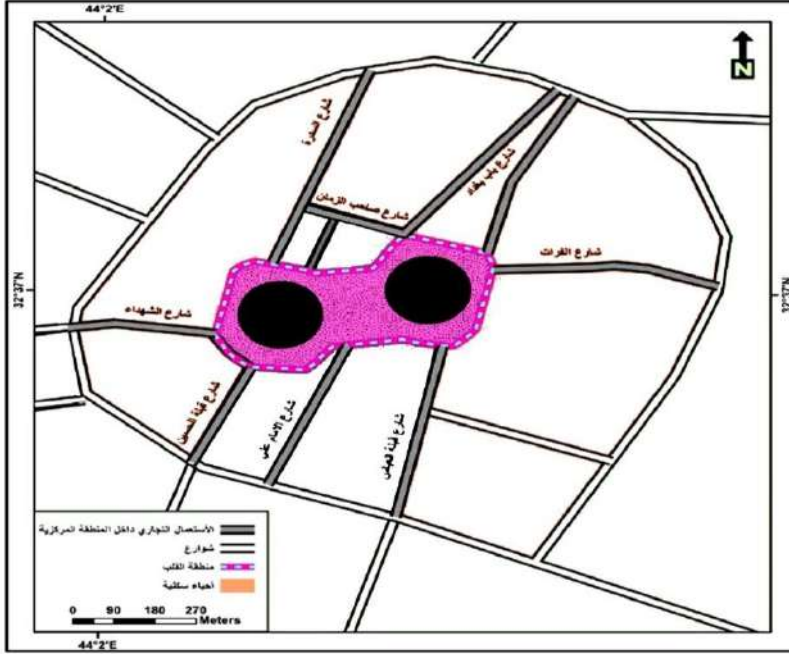 44°2'E
N
شارع السدرة
شارع باب بغداد
شارع صاحب الزمان
شارع الفرات
32°37'N
32°37'N
شارع الشهداء
شارع قبلة الحسين
شارع الامام علي
شارع قبلة العباس
الأستعمال التجاري داخل المنطقة المركزية
شوارع
منطقة القلب
احياء سكنية
0 90 180 270
Meters
44°2'E